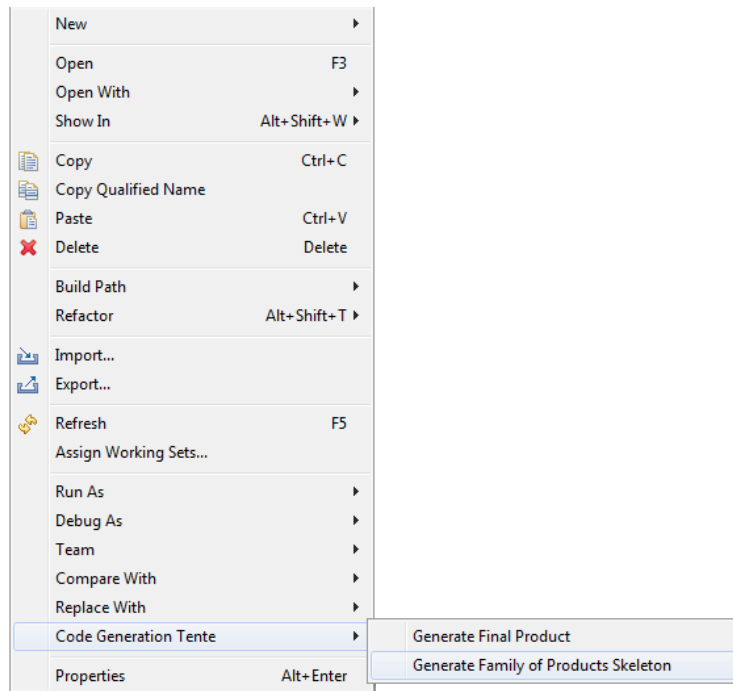 New
Open F3
Open With
Show In Alt+Shift+W
Copy Ctrl+C
Copy Qualified Name
Paste Ctrl+V
Delete Delete
Build Path
Refactor Alt+Shift+T
Import...
Export...
Refresh F5
Assign Working Sets...
Run As
Debug As
Team
Compare With
Replace With
Code Generation Tente Generate Final Product
Generate Family of Products Skeleton
Properties Alt+Enter